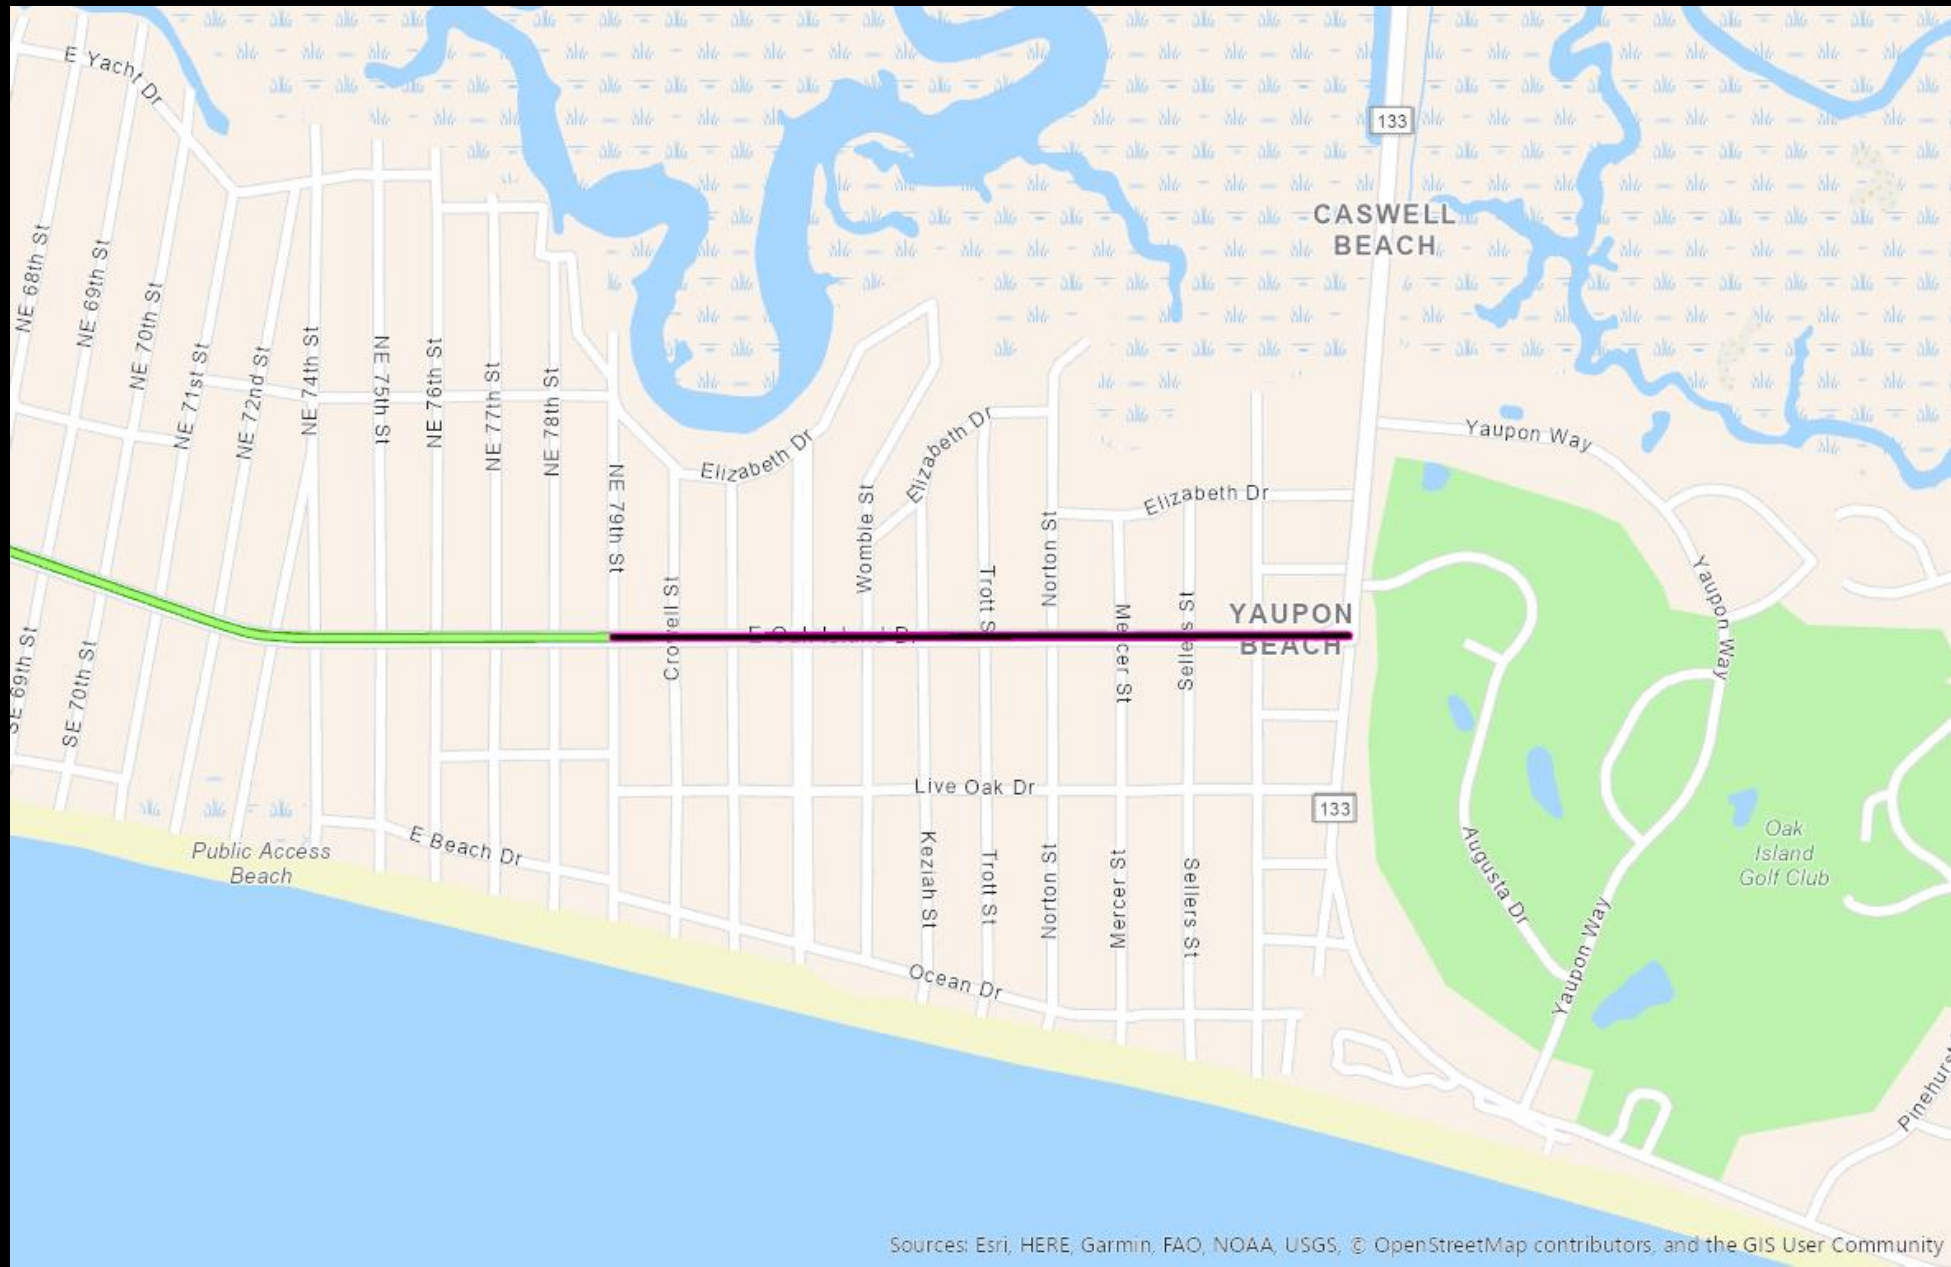 E Yacht Dr
133
CASWELL
BEACH
NE 68th St
NE 69th St
NE 70th St
NE 71st St
NE 72nd St
NE 74th St
NE 75th St
NE 76th St
NE 77th St
NE 78th St
NE 79th St
Elizabeth Dr
Elizabeth Dr
Elizabeth Dr
Yaupon Way
Womble St
Norton St
Trott S
Crowell St
Mercer St
Sellers St
YAUPON
BEACH
Yaupon Way
SE 69th St
SE 70th St
Live Oak Dr
133
Public Access
Beach
E Beach Dr
Keziah St
Trott St
Norton St
Mercer St
Sellers St
Augusta Dr
Oak
Island
Golf Club
Yaupon Way
Ocean Dr
Sources: Esri, HERE, Garmin, FAO, NOAA, USGS, © OpenStreetMap contributors, and the GIS User Community